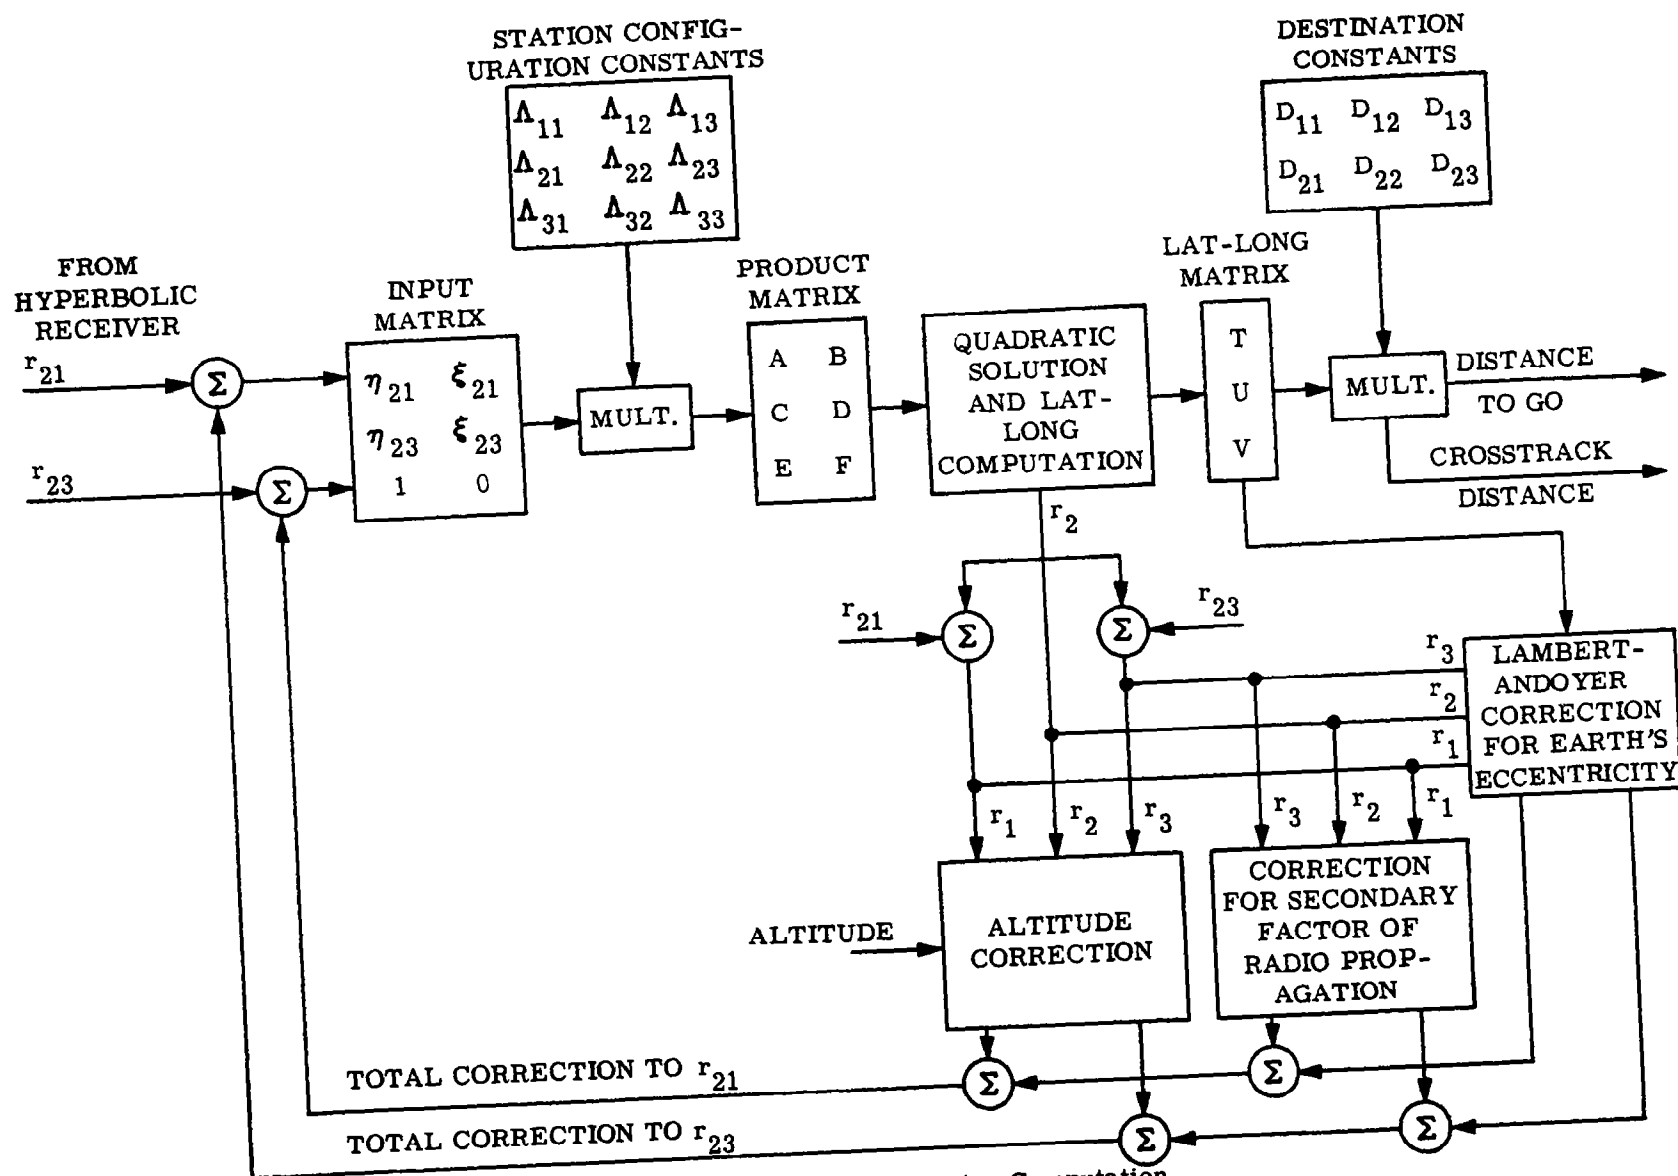 STATION CONFIG-
URATION CONSTANTS
Λ11 Λ12 Λ13
Λ21 Λ22 Λ23
Λ31 Λ32 Λ33
DESTINATION
CONSTANTS
D11 D12 D13
D21 D22 D23
FROM
HYPERBOLIC
RECEIVER
r21
r23
Σ
Σ
INPUT
MATRIX
η21 ξ21
η23 ξ23
1 0
MULT.
PRODUCT
MATRIX
A B
C D
E F
QUADRATIC
SOLUTION
AND LAT-
LONG
COMPUTATION
LAT-LONG
MATRIX
T
U
V
MULT.
DISTANCE
TO GO
CROSSTRACK
DISTANCE
r2
r21
Σ
Σ
r23
r3
r2
r1
LAMBERT-
ANDOYER
CORRECTION
FOR EARTH'S
ECCENTRICITY
r1 r2 r3
r3 r2 r1
ALTITUDE
ALTITUDE
CORRECTION
CORRECTION
FOR SECONDARY
FACTOR OF
RADIO PROP-
AGATION
TOTAL CORRECTION TO r21
Σ
Σ
TOTAL CORRECTION TO r23
Σ
Σ
Computation